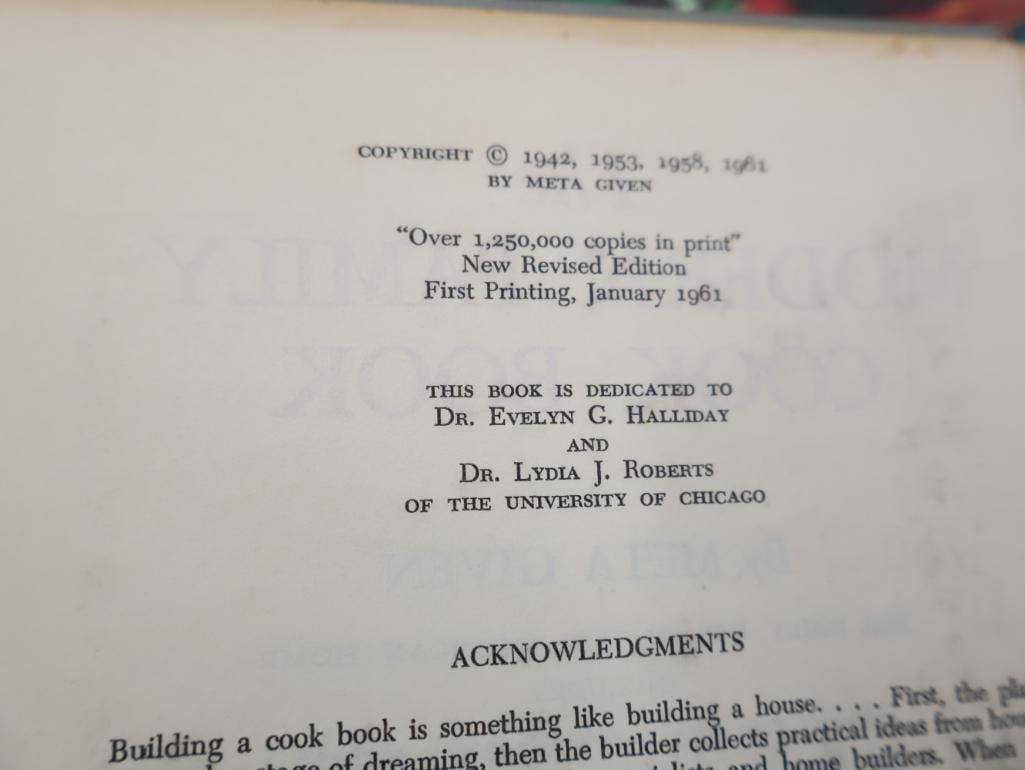 COPYRIGHT © 1942, 1953, 1958, 1961
BY META GIVEN
"Over 1,250,000 copies in print"
New Revised Edition
First Printing, January 1961
THIS BOOK IS DEDICATED TO
DR. EVELYN G. HALLIDAY
AND
DR. LYDIA J. ROBERTS
OF THE UNIVERSITY OF CHICAGO
ACKNOWLEDGMENTS
Building a cook book is something like building a house. . . . First, the
of dreaming, then the builder collects practical ideas from
and home builders. When